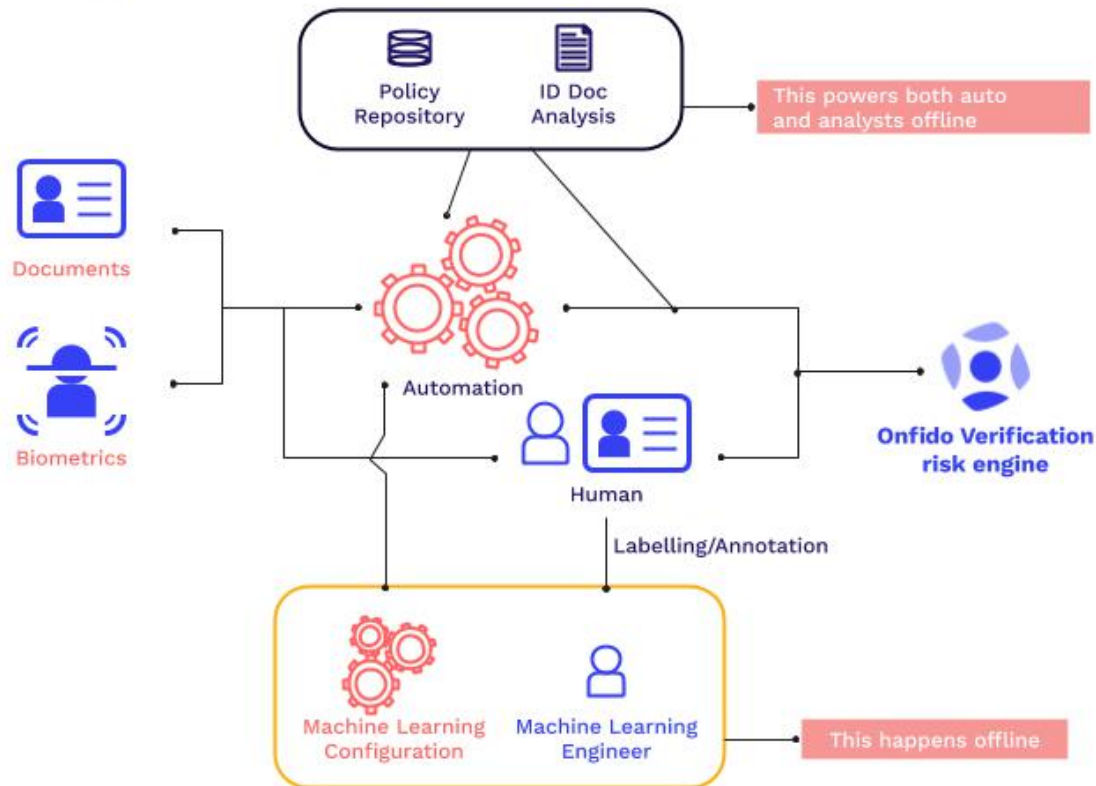 Policy
Repository
ID Doc
Analysis
This powers both auto
and analysts offline
Documents
Biometrics
Automation
Human
Onfido Verification
risk engine
Labelling/Annotation
Machine Learning
Configuration
Machine Learning
Engineer
This happens offline